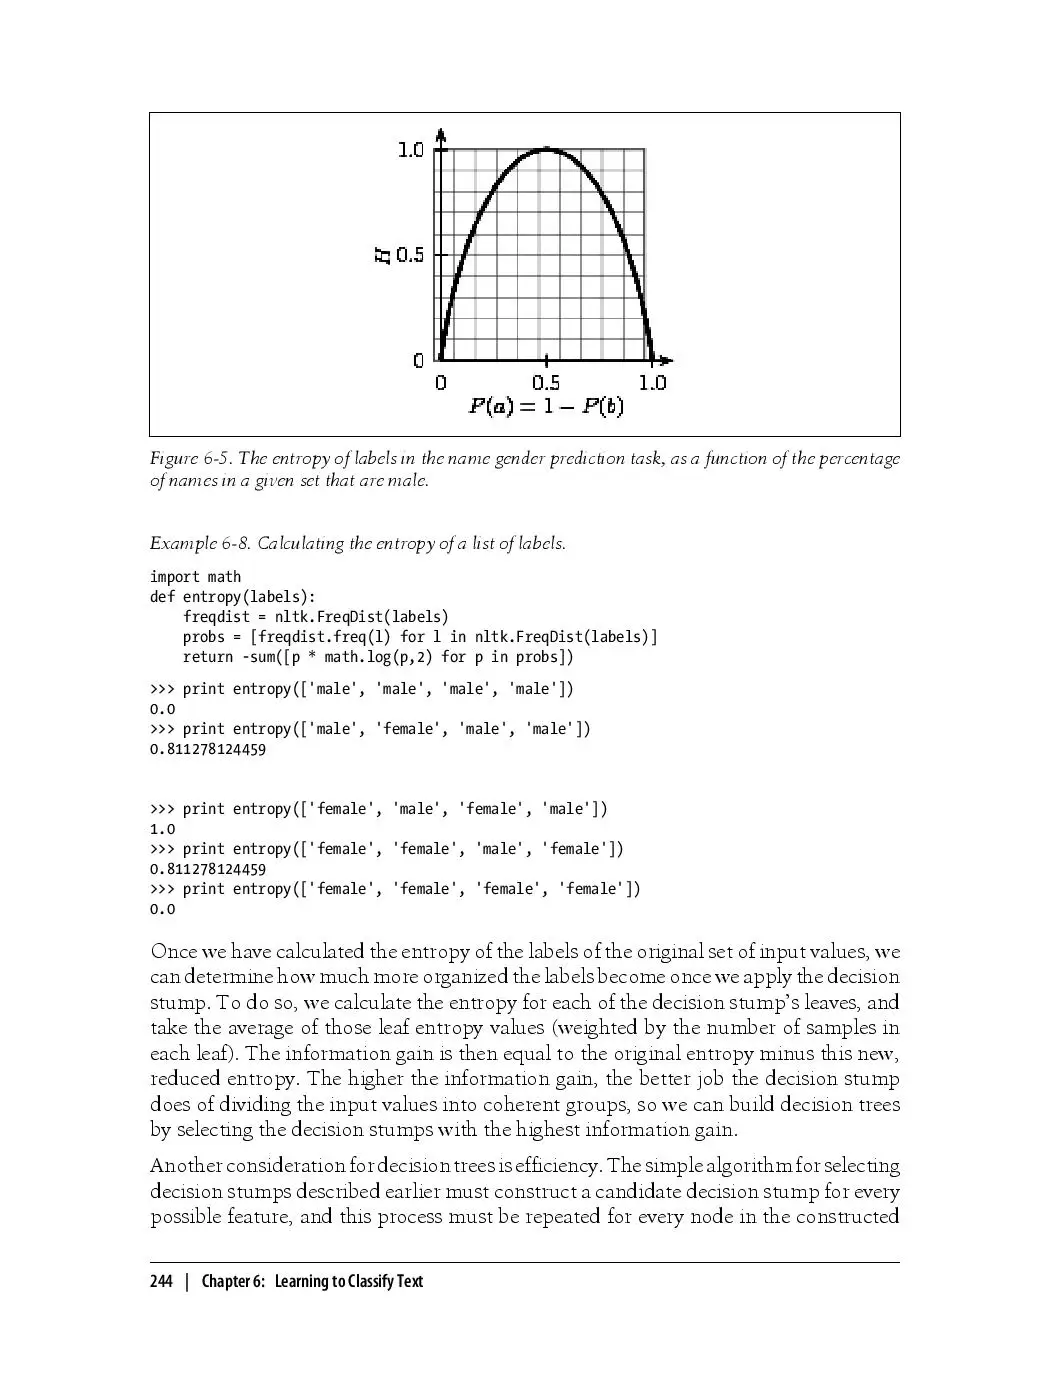 1.0
H 0.5
0
0 0.5 1.0
P(a) = 1 − P(b)
Figure 6-5. The entropy of labels in the name gender prediction task, as a function of the percentage
of names in a given set that are male.
Example 6-8. Calculating the entropy of a list of labels.
import math
def entropy(labels):
    freqdist = nltk.FreqDist(labels)
    probs = [freqdist.freq(l) for l in nltk.FreqDist(labels)]
    return -sum([p * math.log(p,2) for p in probs])
>>> print entropy(['male', 'male', 'male', 'male'])
0.0
>>> print entropy(['male', 'female', 'male', 'male'])
0.811278124459
>>> print entropy(['female', 'male', 'female', 'male'])
1.0
>>> print entropy(['female', 'female', 'male', 'female'])
0.811278124459
>>> print entropy(['female', 'female', 'female', 'female'])
0.0
Once we have calculated the entropy of the labels of the original set of input values, we
can determine how much more organized the labels become once we apply the decision
stump. To do so, we calculate the entropy for each of the decision stump's leaves, and
take the average of those leaf entropy values (weighted by the number of samples in
each leaf). The information gain is then equal to the original entropy minus this new,
reduced entropy. The higher the information gain, the better job the decision stump
does of dividing the input values into coherent groups, so we can build decision trees
by selecting the decision stumps with the highest information gain.
Another consideration for decision trees is efficiency. The simple algorithm for selecting
decision stumps described earlier must construct a candidate decision stump for every
possible feature, and this process must be repeated for every node in the constructed
244 | Chapter 6: Learning to Classify Text